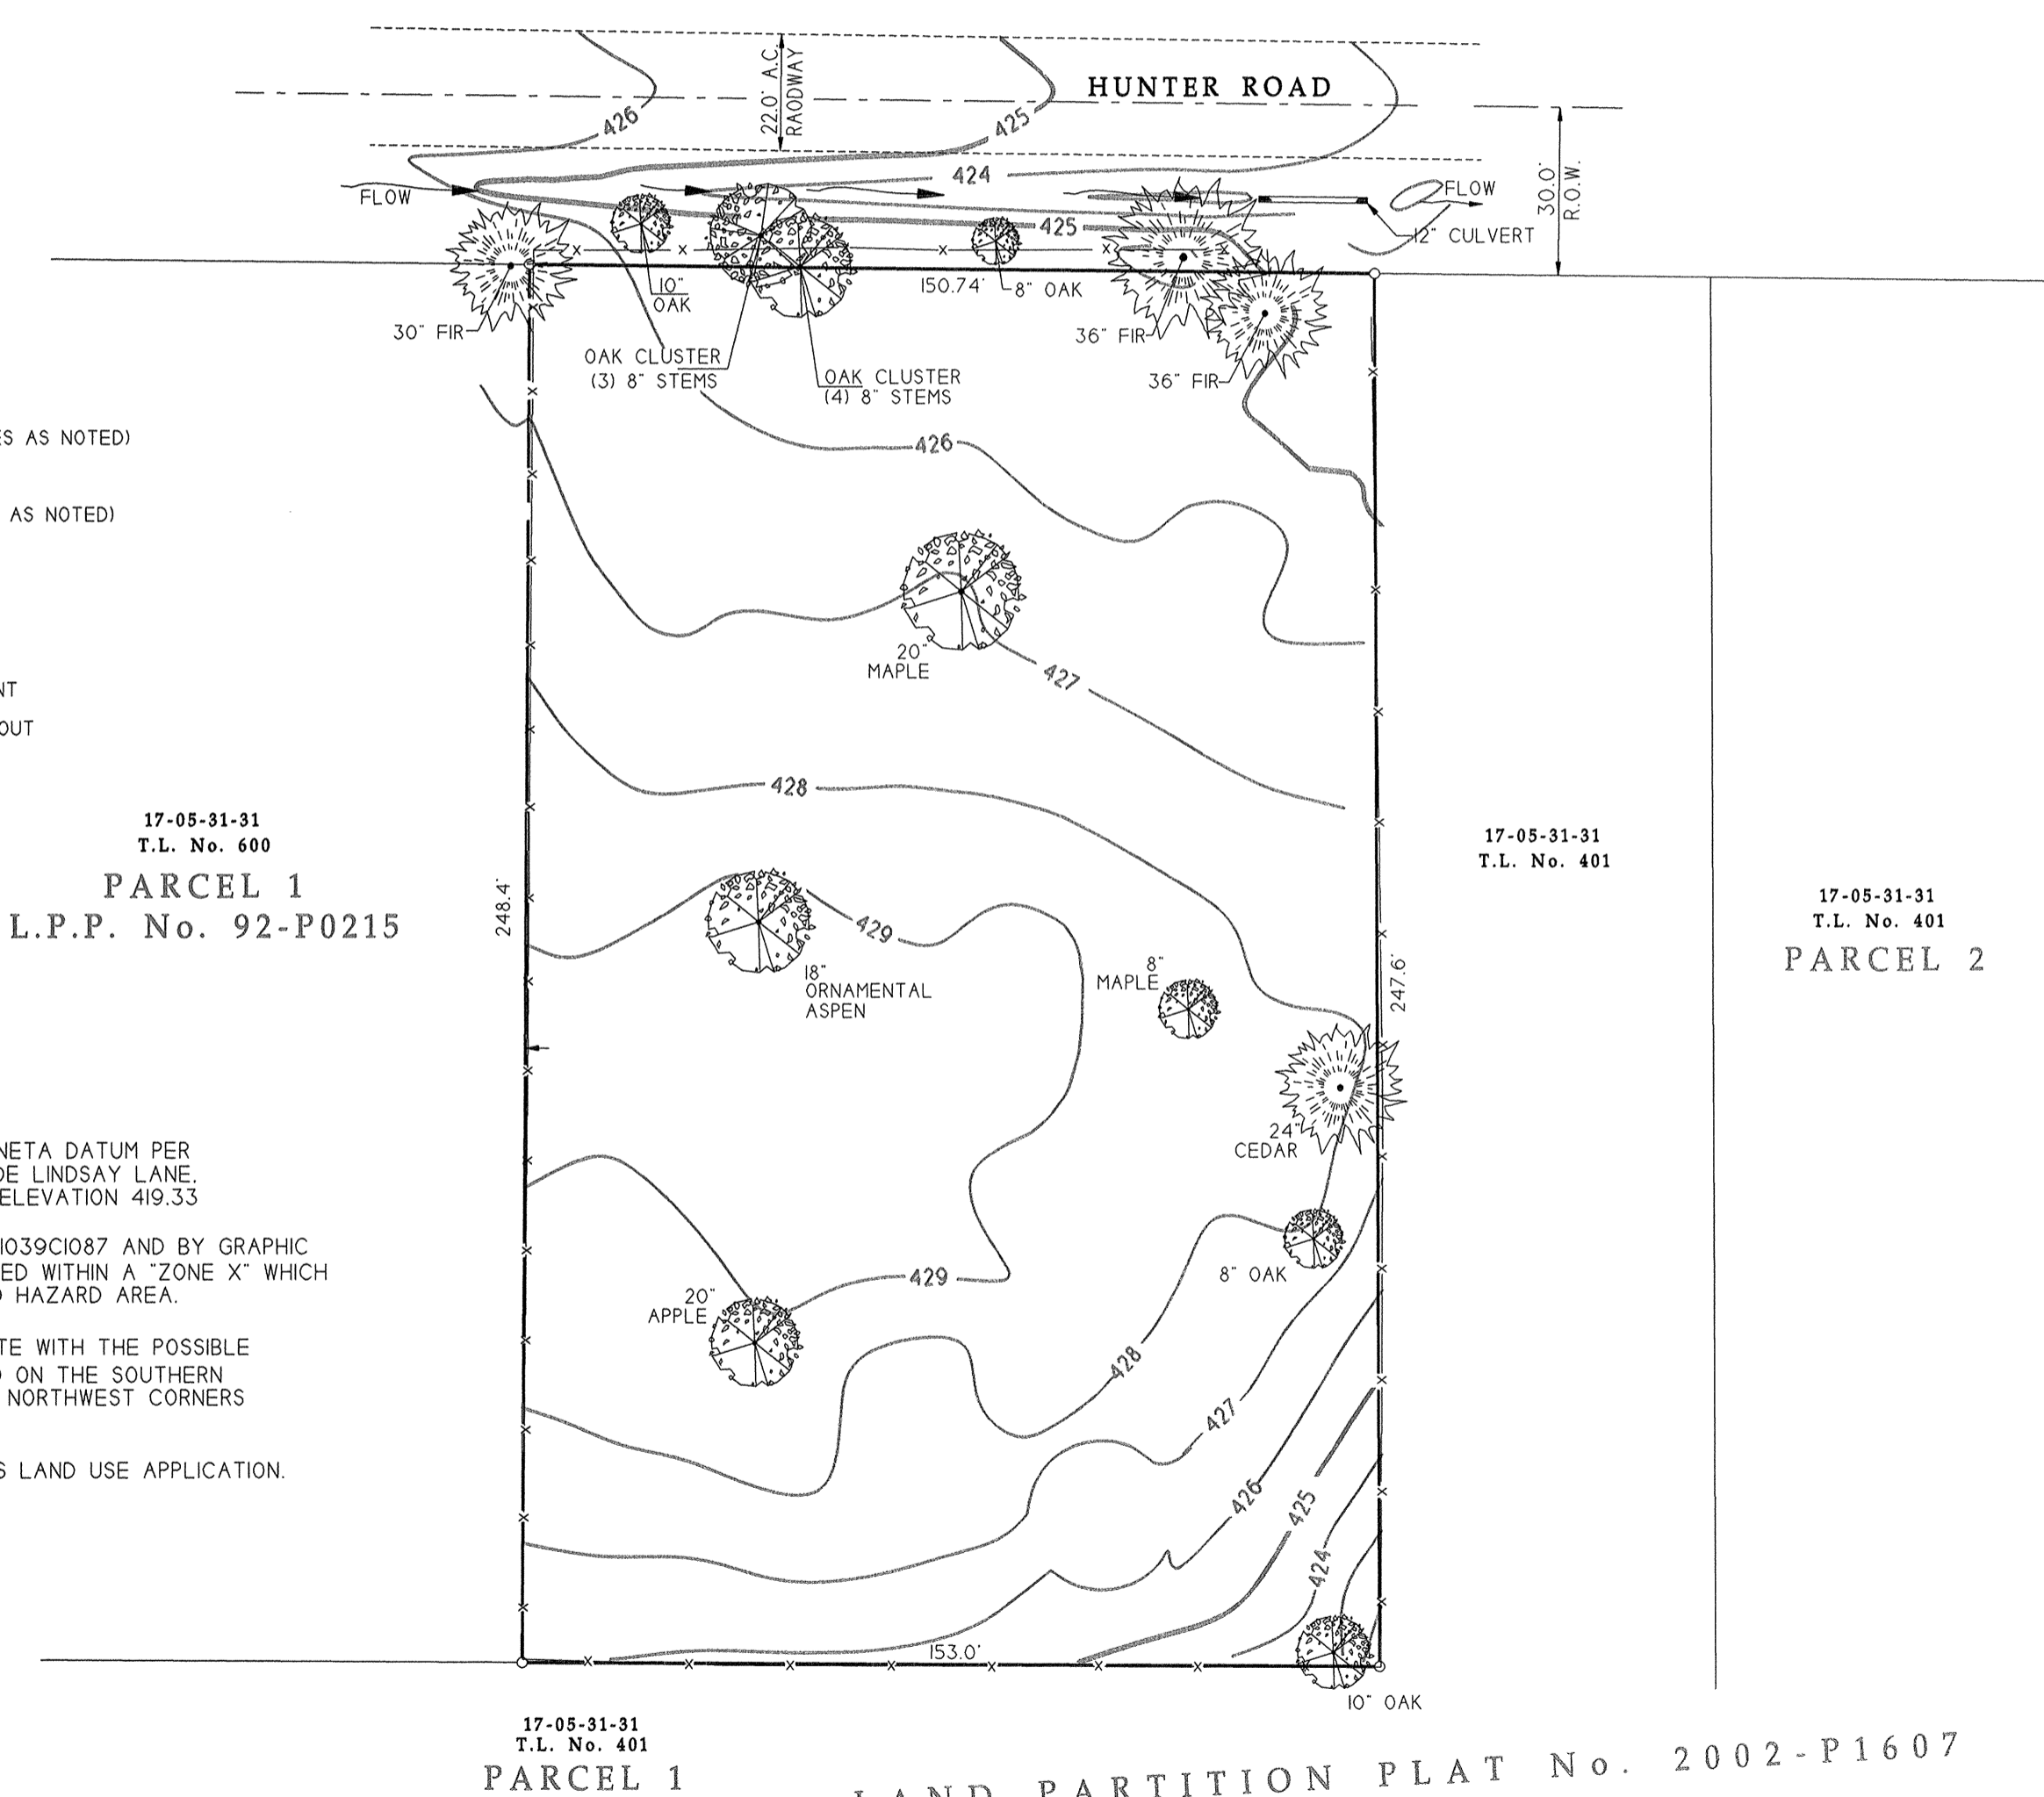 HUNTER ROAD
22.0' A.C.
RAODWAY
426
425
424
425
FLOW
FLOW
12" CULVERT
30.0'
R.O.W.
30" FIR
10"
OAK
150.74'
8" OAK
36" FIR
36" FIR
OAK CLUSTER
(3) 8" STEMS
OAK CLUSTER
(4) 8" STEMS
ES AS NOTED)
426
AS NOTED)
20"
MAPLE
427
NT
OUT
428
17-05-31-31
T.L. No. 600
PARCEL 1
L.P.P. No. 92-P0215
248.4'
429
18"
ORNAMENTAL
ASPEN
8"
MAPLE
247.6'
17-05-31-31
T.L. No. 401
17-05-31-31
T.L. No. 401
PARCEL 2
24"
CEDAR
NETA DATUM PER
DE LINDSAY LANE.
ELEVATION 419.33
1039C1087 AND BY GRAPHIC
ED WITHIN A "ZONE X" WHICH
D HAZARD AREA.
TE WITH THE POSSIBLE
D ON THE SOUTHERN
NORTHWEST CORNERS
S LAND USE APPLICATION.
8" OAK
429
20"
APPLE
428
427
426
425
424
153.0'
10" OAK
17-05-31-31
T.L. No. 401
PARCEL 1
LAND PARTITION PLAT No. 2002-P1607